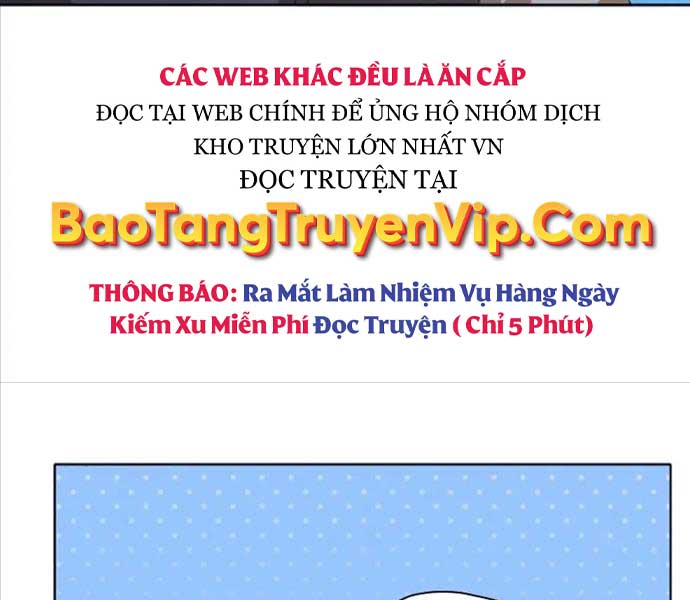 CÁC WEB KHÁC ĐỀU LÀ ĂN CẮP
ĐỌC TẠI WEB CHÍNH ĐỂ ỦNG HỘ NHÓM DỊCH
KHO TRUYỆN LỚN NHẤT VN
ĐỌC TRUYỆN TẠI
BaoTangTruyenVip.Com
THÔNG BÁO: Ra Mắt Làm Nhiệm Vụ Hàng Ngày
Kiếm Xu Miễn Phí Đọc Truyện ( Chỉ 5 Phút)